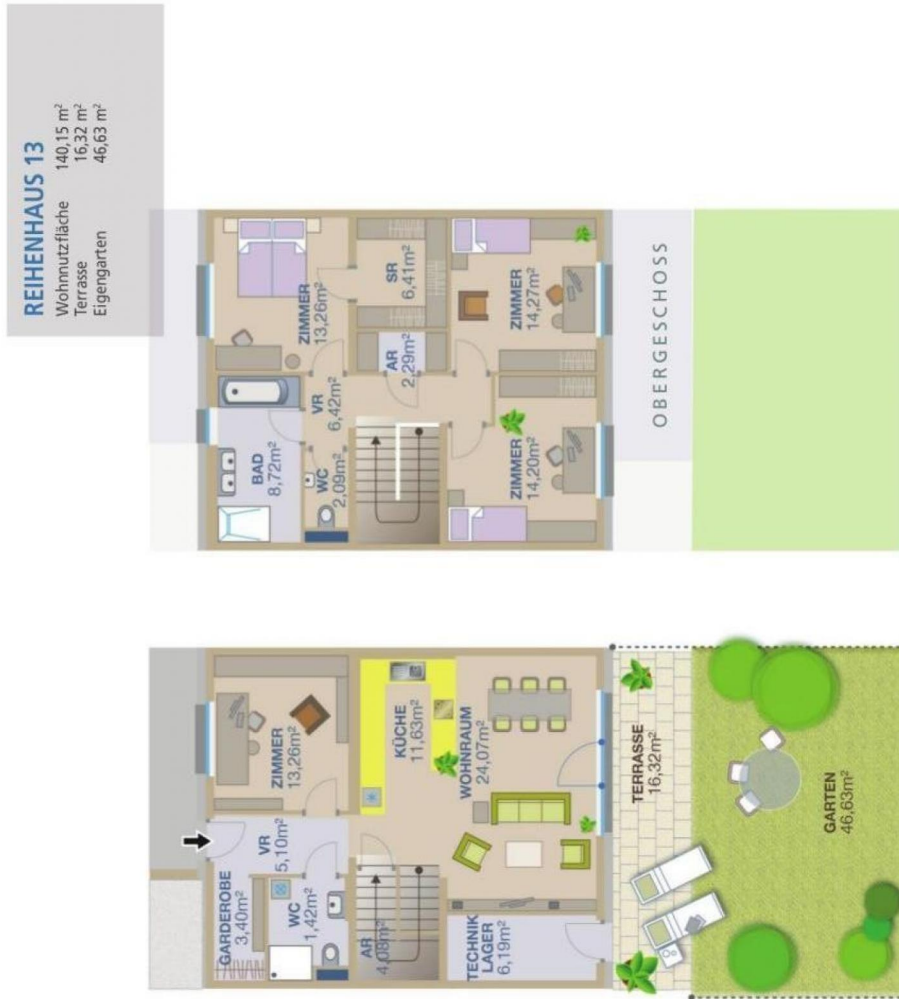 REIHENHAUS 13
Wohnnutzfläche 140,15 m²
Terrasse 16,32 m²
Eigengarten 46,63 m²
GARDEROBE
3,40m²
VR
5,10m²
ZIMMER
13,26m²
WC
1,42m²
AR
4,08m²
KÜCHE
11,63m²
TECHNIK
LAGER
6,19m²
WOHNRAUM
24,07m²
TERRASSE
16,32m²
GARTEN
46,63m²
BAD
8,72m²
ZIMMER
13,26m²
WC
2,09m²
VR
6,42m²
AR
2,29m²
SR
6,41m²
ZIMMER
14,20m²
ZIMMER
14,27m²
OBERGESCHOSS